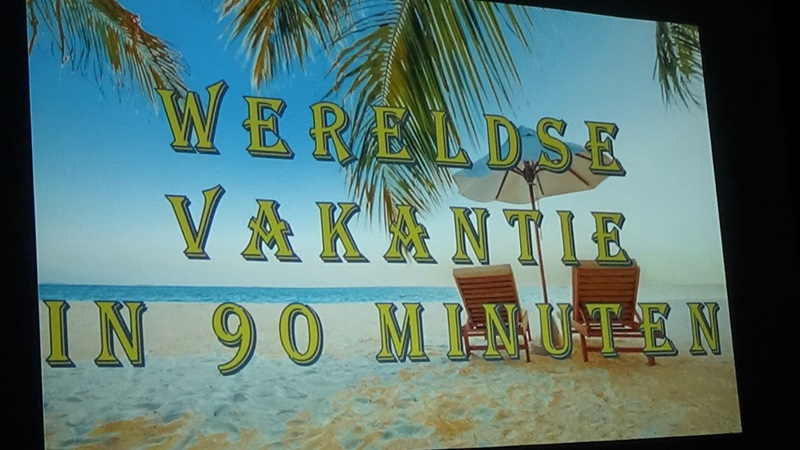 WERELDSE
VAKANTIE
IN 90 MINUTEN